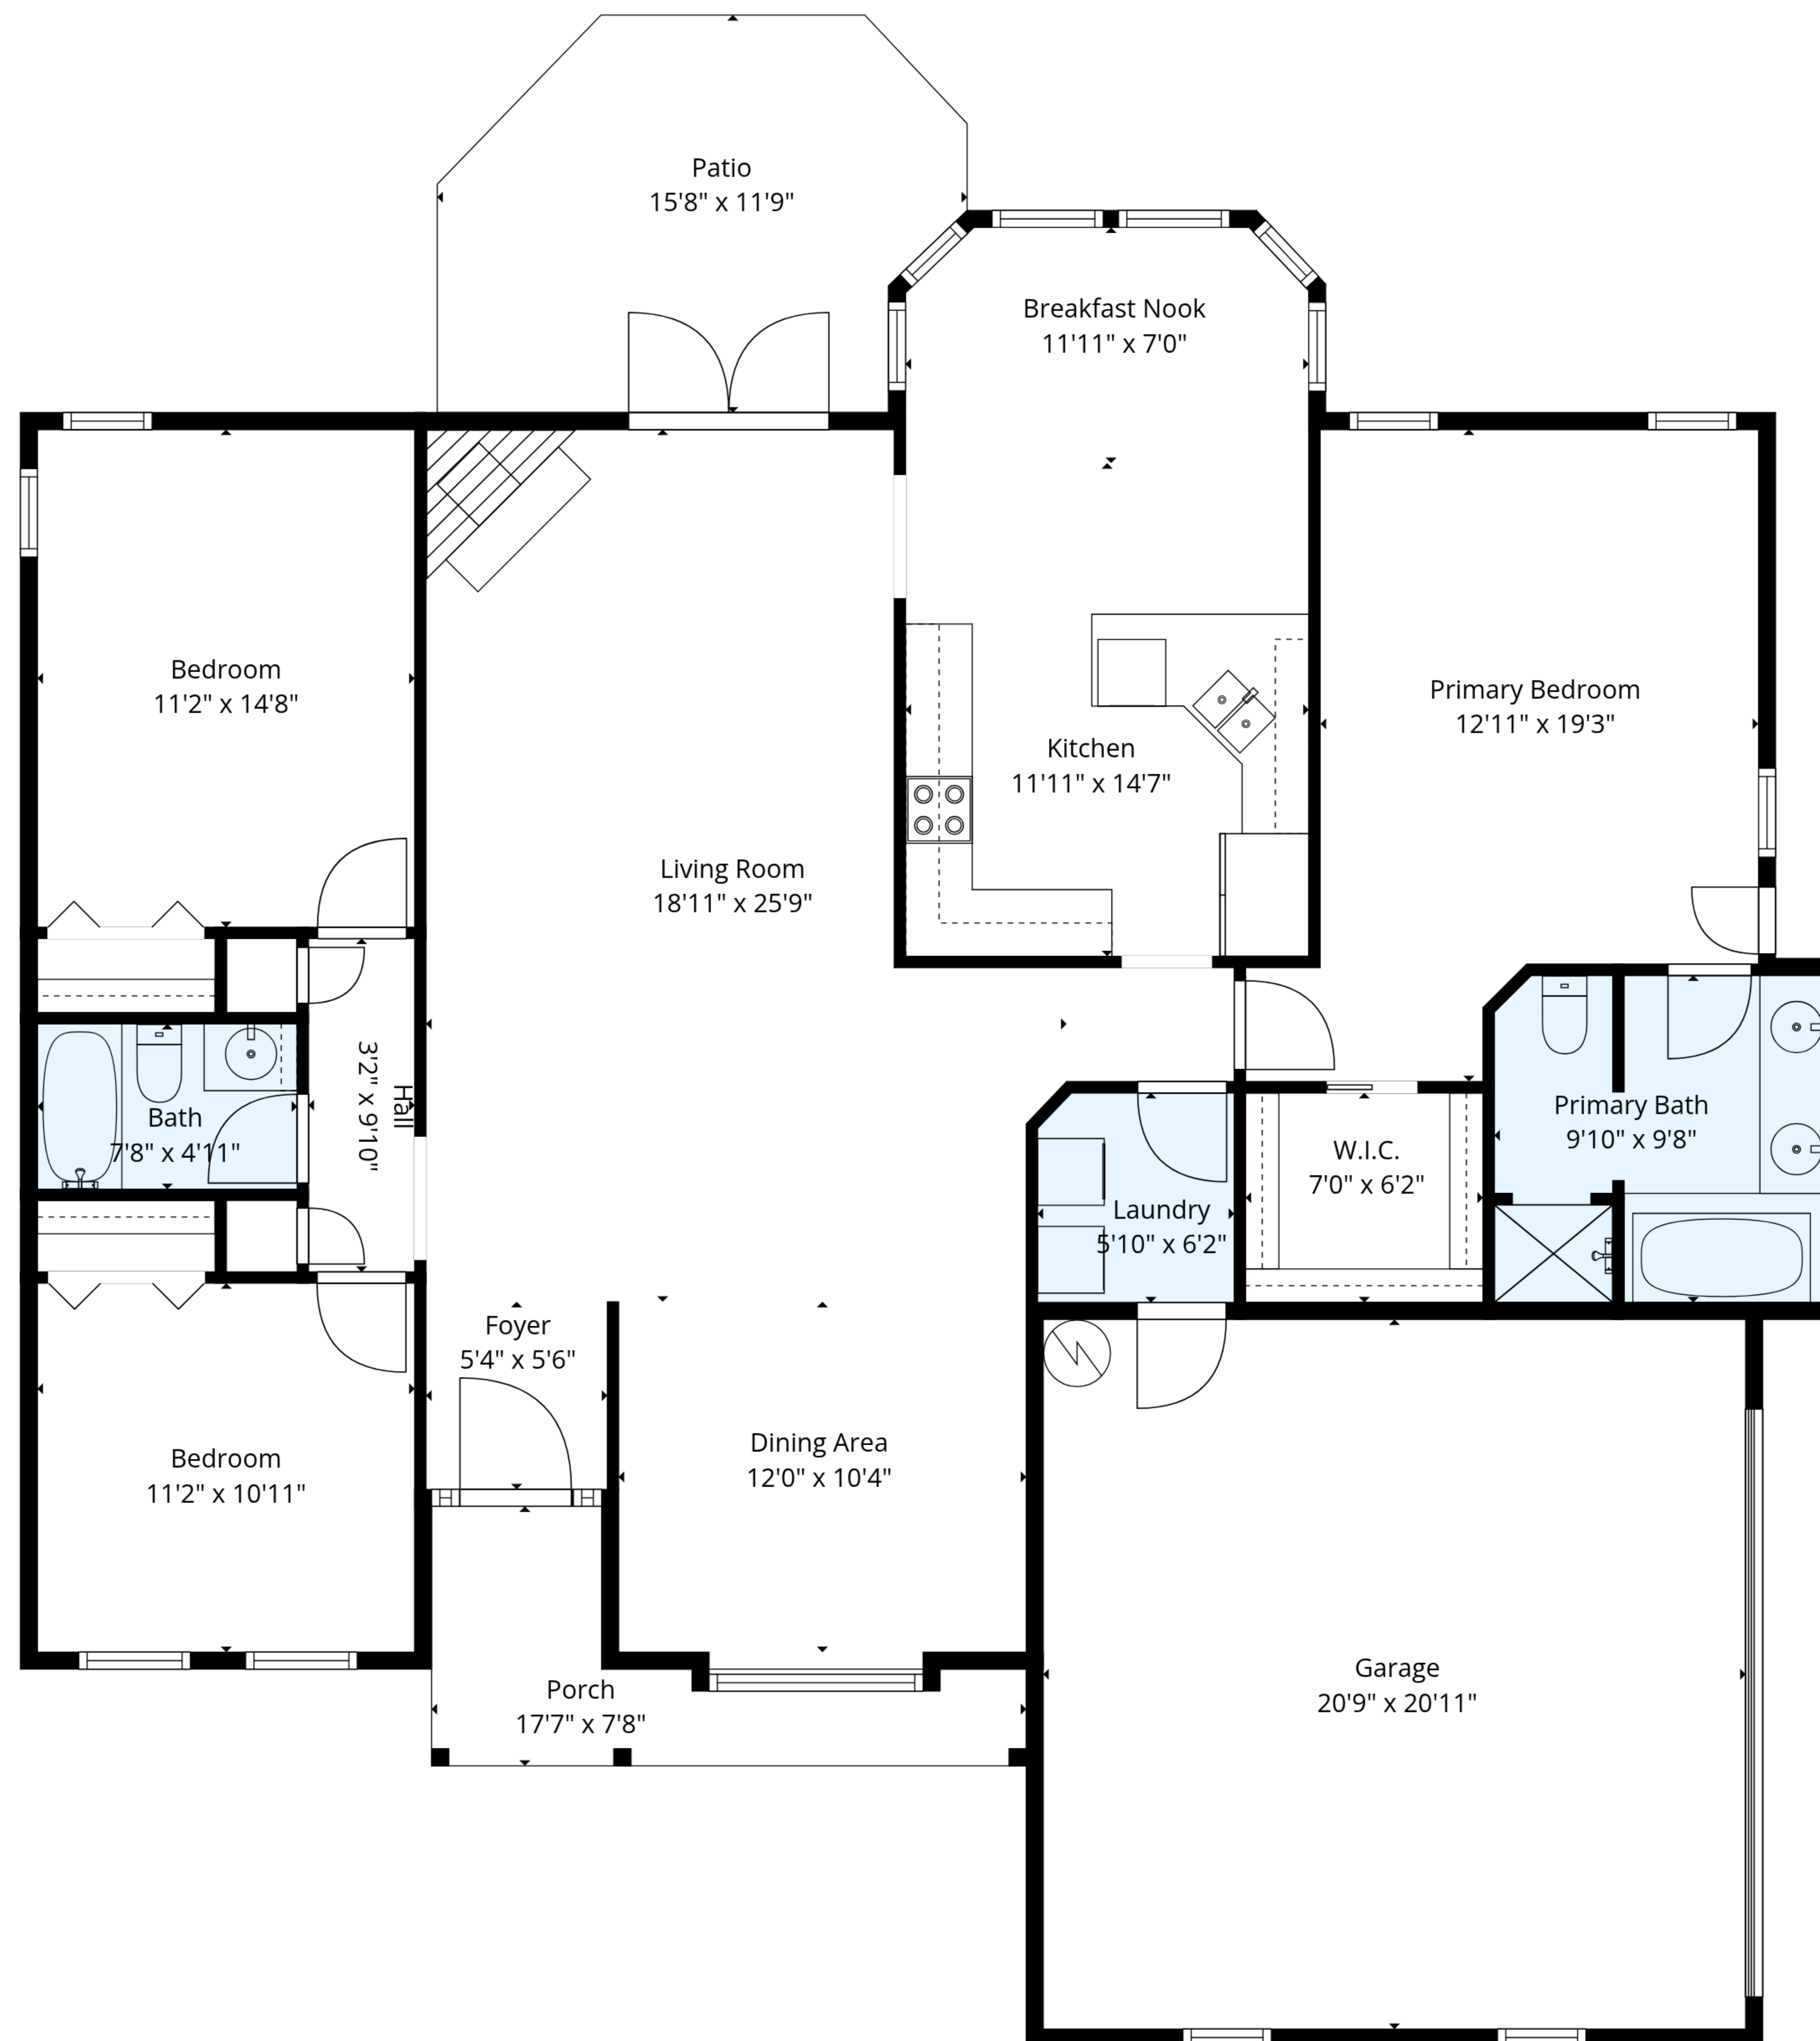 Patio
15'8" x 11'9"
Breakfast Nook
11'11" x 7'0"
Bedroom
11'2" x 14'8"
Primary Bedroom
12'11" x 19'3"
Kitchen
11'11" x 14'7"
Living Room
18'11" x 25'9"
Hall
3'2" x 9'10"
Bath
7'8" x 4'11"
Primary Bath
9'10" x 9'8"
W.I.C.
7'0" x 6'2"
Laundry
5'10" x 6'2"
Foyer
5'4" x 5'6"
Dining Area
12'0" x 10'4"
Bedroom
11'2" x 10'11"
Garage
20'9" x 20'11"
Porch
17'7" x 7'8"